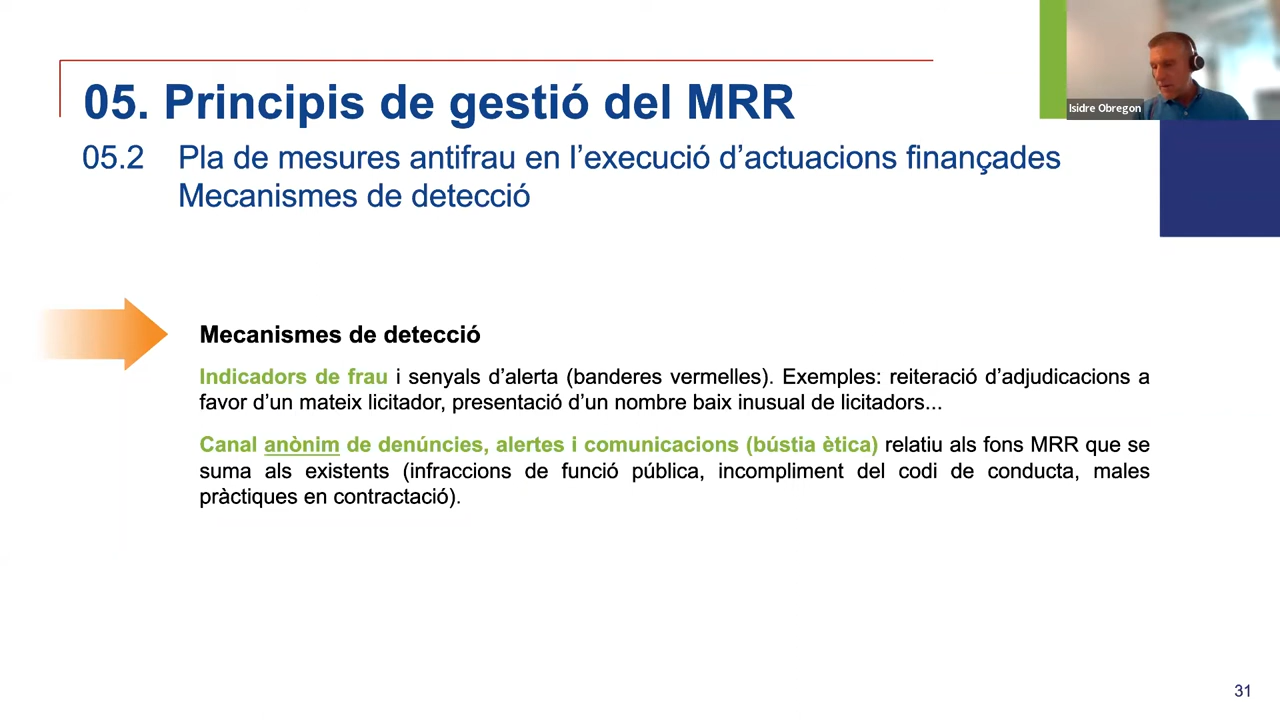 05. Principis de gestió del MRR
05.2 Pla de mesures antifrau en l’execució d’actuacions finançades
Mecanismes de detecció
Isidre Obregon
Mecanismes de detecció
Indicadors de frau i senyals d’alerta (banderes vermelles). Exemples: reiteració d’adjudicacions a
favor d’un mateix licitador, presentació d’un nombre baix inusual de licitadors...
Canal anònim de denúncies, alertes i comunicacions (bústia ètica) relatiu als fons MRR que se
suma als existents (infraccions de funció pública, incompliment del codi de conducta, males
pràctiques en contractació).
31